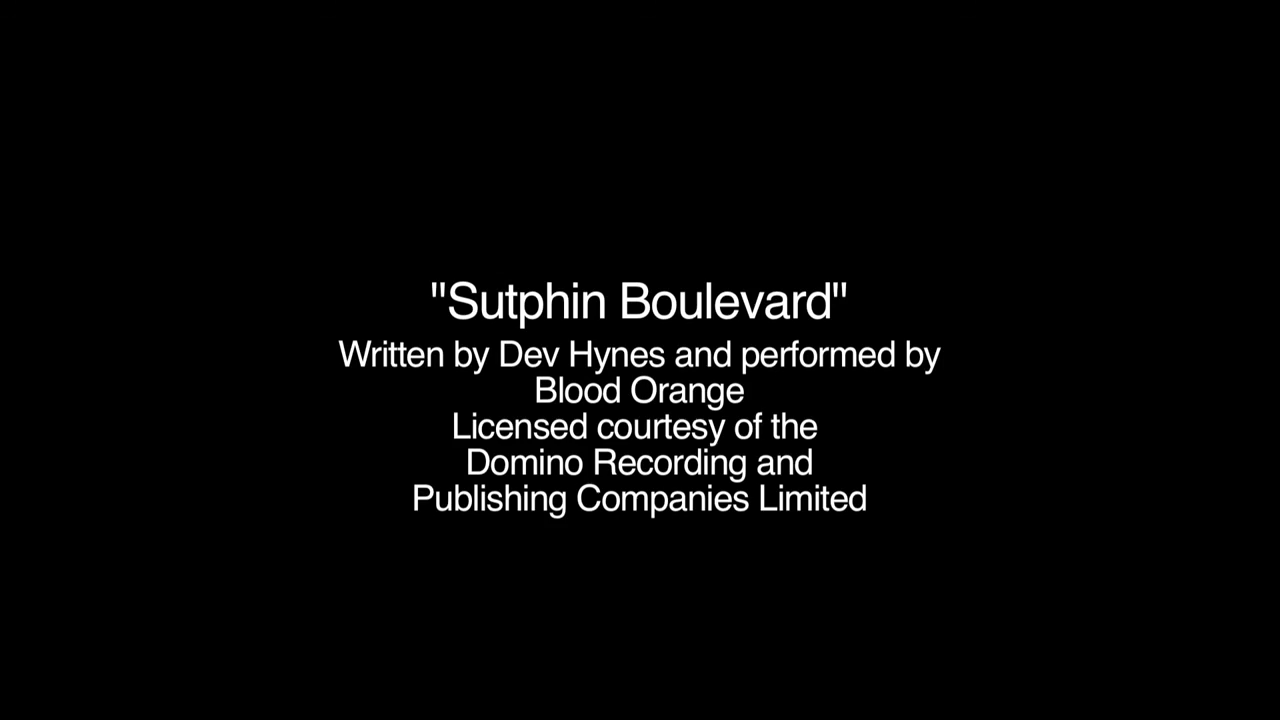 "Sutphin Boulevard"
Written by Dev Hynes and performed by
Blood Orange
Licensed courtesy of the
Domino Recording and
Publishing Companies Limited